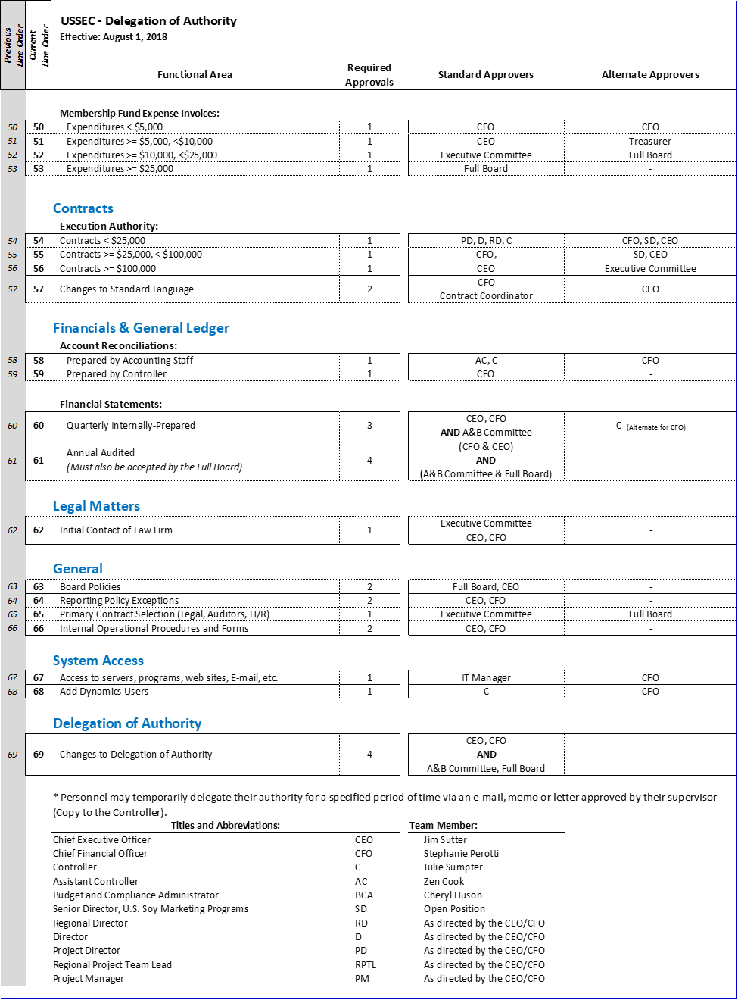 USSEC - Delegation of Authority
Effective: August 1, 2018
Previous Line Order
Current Line Order
Functional Area Required Approvals Standard Approvers Alternate Approvers
Membership Fund Expense Invoices:
50 50 Expenditures < $5,000 1 CFO CEO
51 51 Expenditures >= $5,000, <$10,000 1 CEO Treasurer
52 52 Expenditures >= $10,000, <$25,000 1 Executive Committee Full Board
53 53 Expenditures >= $25,000 1 Full Board -
Contracts
Execution Authority:
54 54 Contracts < $25,000 1 PD, D, RD, C CFO, SD, CEO
55 55 Contracts >= $25,000, < $100,000 1 CFO, SD, CEO
56 56 Contracts >= $100,000 1 CEO Executive Committee
57 57 Changes to Standard Language 2 CFO Contract Coordinator CEO
Financials & General Ledger
Account Reconciliations:
58 58 Prepared by Accounting Staff 1 AC, C CFO
59 59 Prepared by Controller 1 CFO -
Financial Statements:
60 60 Quarterly Internally-Prepared 3 CEO, CFO AND A&B Committee C (Alternate for CFO)
61 61 Annual Audited (Must also be accepted by the Full Board) 4 (CFO & CEO) AND (A&B Committee & Full Board) -
Legal Matters
62 62 Initial Contact of Law Firm 1 Executive Committee CEO, CFO -
General
63 63 Board Policies 2 Full Board, CEO -
64 64 Reporting Policy Exceptions 2 CEO, CFO -
65 65 Primary Contract Selection (Legal, Auditors, H/R) 1 Executive Committee Full Board
66 66 Internal Operational Procedures and Forms 2 CEO, CFO -
System Access
67 67 Access to servers, programs, web sites, E-mail, etc. 1 IT Manager CFO
68 68 Add Dynamics Users 1 C CFO
Delegation of Authority
69 69 Changes to Delegation of Authority 4 CEO, CFO AND A&B Committee, Full Board -
* Personnel may temporarily delegate their authority for a specified period of time via an e-mail, memo or letter approved by their supervisor
(Copy to the Controller).
Titles and Abbreviations: Team Member:
Chief Executive Officer CEO Jim Sutter
Chief Financial Officer CFO Stephanie Perotti
Controller C Julie Sumpter
Assistant Controller AC Zen Cook
Budget and Compliance Administrator BCA Cheryl Huson
Senior Director, U.S. Soy Marketing Programs SD Open Position
Regional Director RD As directed by the CEO/CFO
Director D As directed by the CEO/CFO
Project Director PD As directed by the CEO/CFO
Regional Project Team Lead RPTL As directed by the CEO/CFO
Project Manager PM As directed by the CEO/CFO